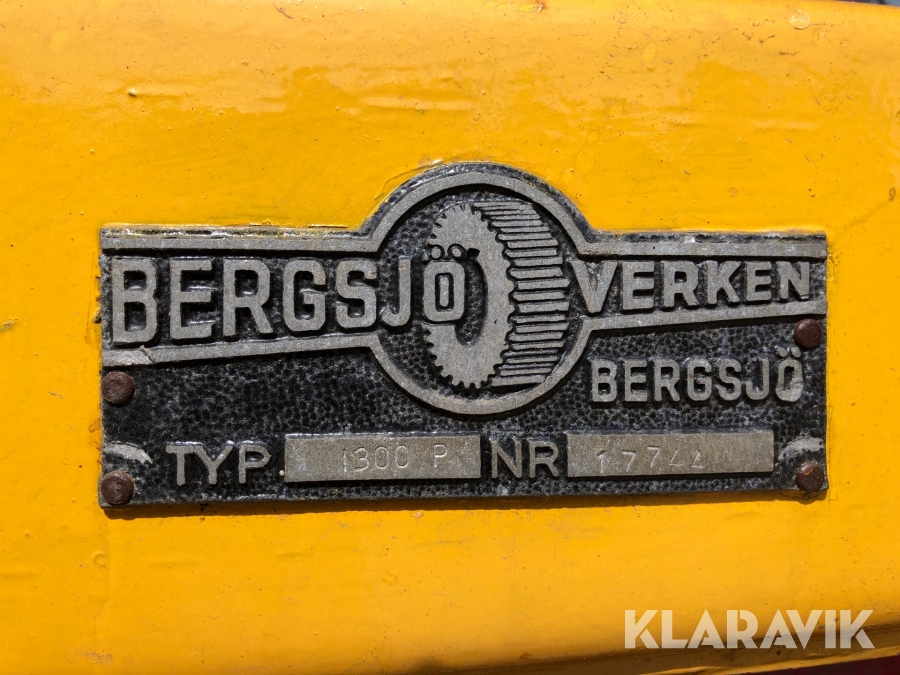 BERGSJÖ VERKEN
BERGSJÖ
TYP 1300 P NR 17744
KLARAVIK